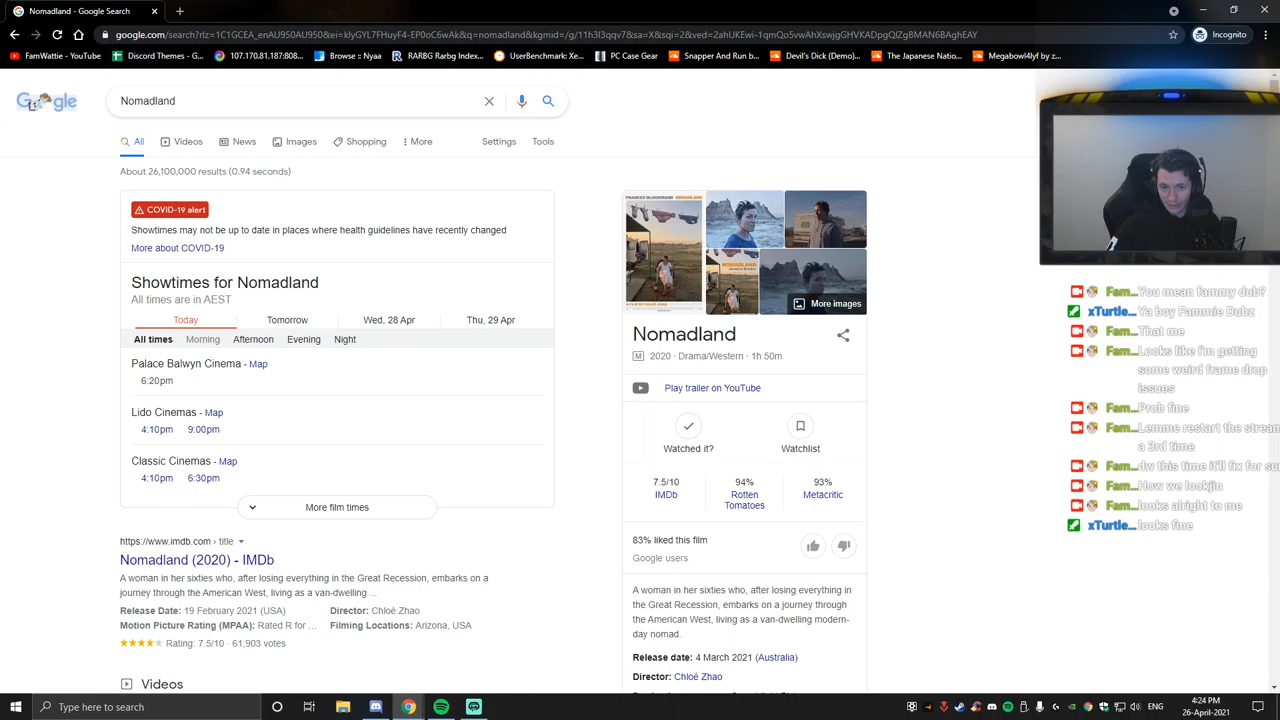 Nomadland - Google Search
google.com/search?rlz=1C1GCEA_enAU950AU950&ei=klyGYL7FHuyF4-EP0oC6wAk&q=nomadland&kgmid=/g/11h3l3qqv7&sa=X&sqi=2&ved=2ahUKEwi-1qmQo5vwAhXswjgGHVKADpgQlZgBMAN6BAghEAY
Incognito
FamWattie - YouTube
Discord Themes - G...
107.170.81.187:808...
Browse :: Nyaa
RARBG Rarbg Index...
UserBenchmark: Xe...
PC Case Gear
Snapper And Run b...
Devil's Dick (Demo)...
The Japanese Natio...
Megabowl4lyf by z...
Google
Nomadland
All
Videos
News
Images
Shopping
More
Settings
Tools
About 26,100,000 results (0.94 seconds)
COVID-19 alert
Showtimes may not be up to date in places where health guidelines have recently changed
More about COVID-19
Showtimes for Nomadland
All times are in AEST
Today Tomorrow Wed, 28 Apr Thu, 29 Apr
All times Morning Afternoon Evening Night
Palace Balwyn Cinema - Map
6:20pm
Lido Cinemas - Map
4:10pm 9:00pm
Classic Cinemas - Map
4:10pm 6:30pm
More film times
https://www.imdb.com › title
Nomadland (2020) - IMDb
A woman in her sixties who, after losing everything in the Great Recession, embarks on a
journey through the American West, living as a van-dwelling ...
Release Date: 19 February 2021 (USA) Director: Chloé Zhao
Motion Picture Rating (MPAA): Rated R for ... Filming Locations: Arizona, USA
Rating: 7.5/10 · 61,903 votes
Videos
FRANCES McDORMAND NOMADLAND
NOMADLAND
More images
Nomadland
M 2020 · Drama/Western · 1h 50m
Play trailer on YouTube
Watched it? Watchlist
7.5/10 94% 93%
IMDb Rotten Tomatoes Metacritic
83% liked this film
Google users
A woman in her sixties who, after losing everything in
the Great Recession, embarks on a journey through
the American West, living as a van-dwelling modern-
day nomad.
Release date: 4 March 2021 (Australia)
Director: Chloé Zhao
Fam... You mean fammy dub?
xTurtle... Ya boy Fammie Dubz
Fam... That me
Fam... Looks like I'm getting
some weird frame drop
issues
Fam... Prob fine
Fam... Lemme restart the stream
a 3rd time
Fam... dw this time it'll fix for su
Fam... How we lookjin
Fam... looks alright to me
xTurtle... looks fine
Type here to search
ENG
4:24 PM
26-April-2021